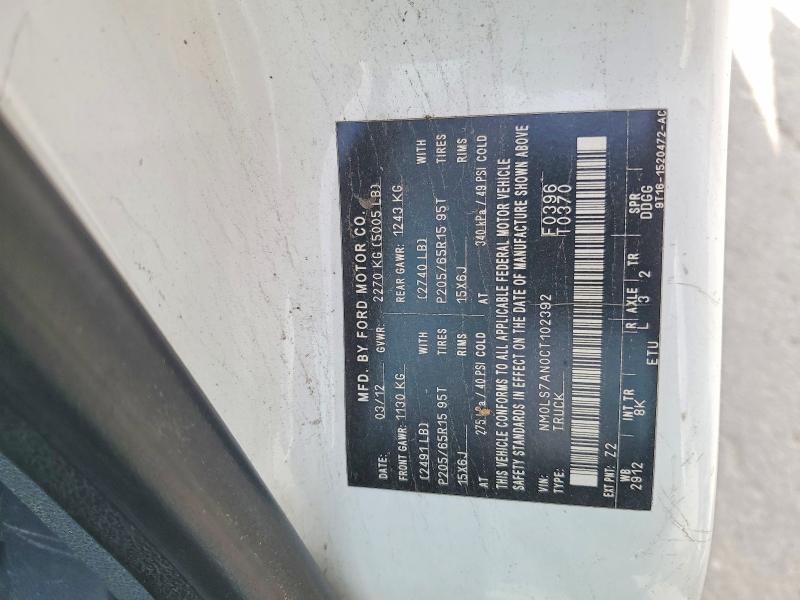 MFD. BY FORD MOTOR CO.
DATE: 03/12 GVWR: 2270 KG (5005 LB)
FRONT GAWR: 1130 KG REAR GAWR: 1243 KG
(2491 LB) WITH (2740 LB) WITH
P205/65R15 95T TIRES P205/65R15 95T TIRES
15X6J RIMS 15X6J RIMS
AT 275 kPa / 40 PSI COLD AT 340 kPa / 49 PSI COLD
THIS VEHICLE CONFORMS TO ALL APPLICABLE FEDERAL MOTOR VEHICLE
SAFETY STANDARDS IN EFFECT ON THE DATE OF MANUFACTURE SHOWN ABOVE
VIN: NM0LS7AN0CT102392 F0396
TYPE: TRUCK T0370
EXT PNT: Z2
WB INT TR R AXLE TR SPR
2912 8K L 3 2 DDGG
ETU 9T16-1520472-AC